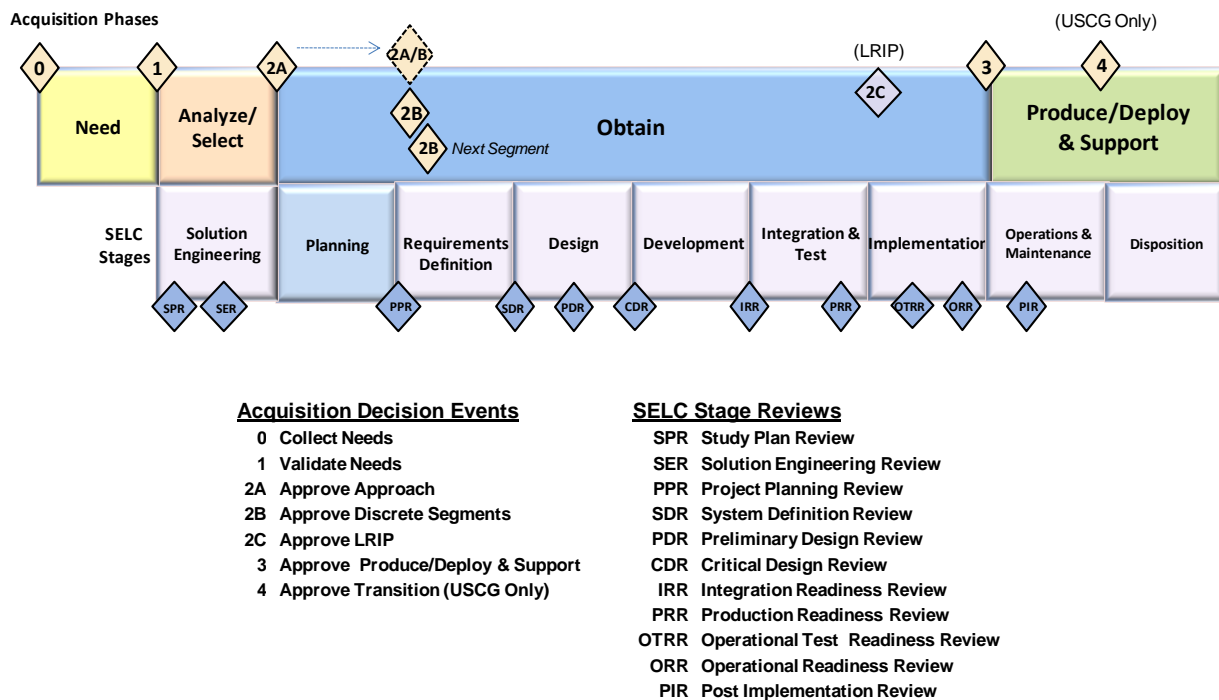 Acquisition Phases
(USCG Only)
0
1
2A
2A/B
(LRIP)
3
4
2B
2C
2B
Next Segment
Need
Analyze/
Select
Obtain
Produce/Deploy
& Support
SELC
Stages
Solution
Engineering
Planning
Requirements
Definition
Design
Development
Integration &
Test
Implementation
Operations &
Maintenance
Disposition
SPR
SER
PPR
SDR
PDR
CDR
IRR
PRR
OTRR
ORR
PIR
Acquisition Decision Events
0 Collect Needs
1 Validate Needs
2A Approve Approach
2B Approve Discrete Segments
2C Approve LRIP
3 Approve Produce/Deploy & Support
4 Approve Transition (USCG Only)
SELC Stage Reviews
SPR Study Plan Review
SER Solution Engineering Review
PPR Project Planning Review
SDR System Definition Review
PDR Preliminary Design Review
CDR Critical Design Review
IRR Integration Readiness Review
PRR Production Readiness Review
OTRR Operational Test Readiness Review
ORR Operational Readiness Review
PIR Post Implementation Review